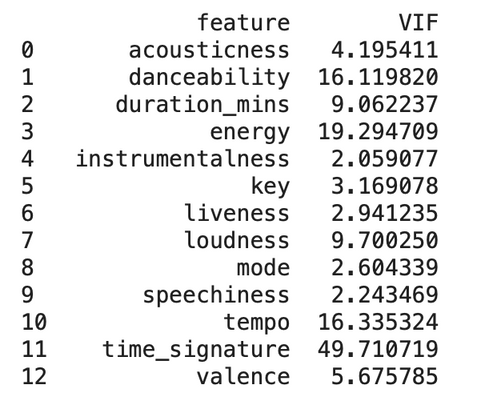 feature VIF
0 acousticness 4.195411
1 danceability 16.119820
2 duration_mins 9.062237
3 energy 19.294709
4 instrumentalness 2.059077
5 key 3.169078
6 liveness 2.941235
7 loudness 9.700250
8 mode 2.604339
9 speechiness 2.243469
10 tempo 16.335324
11 time_signature 49.710719
12 valence 5.675785